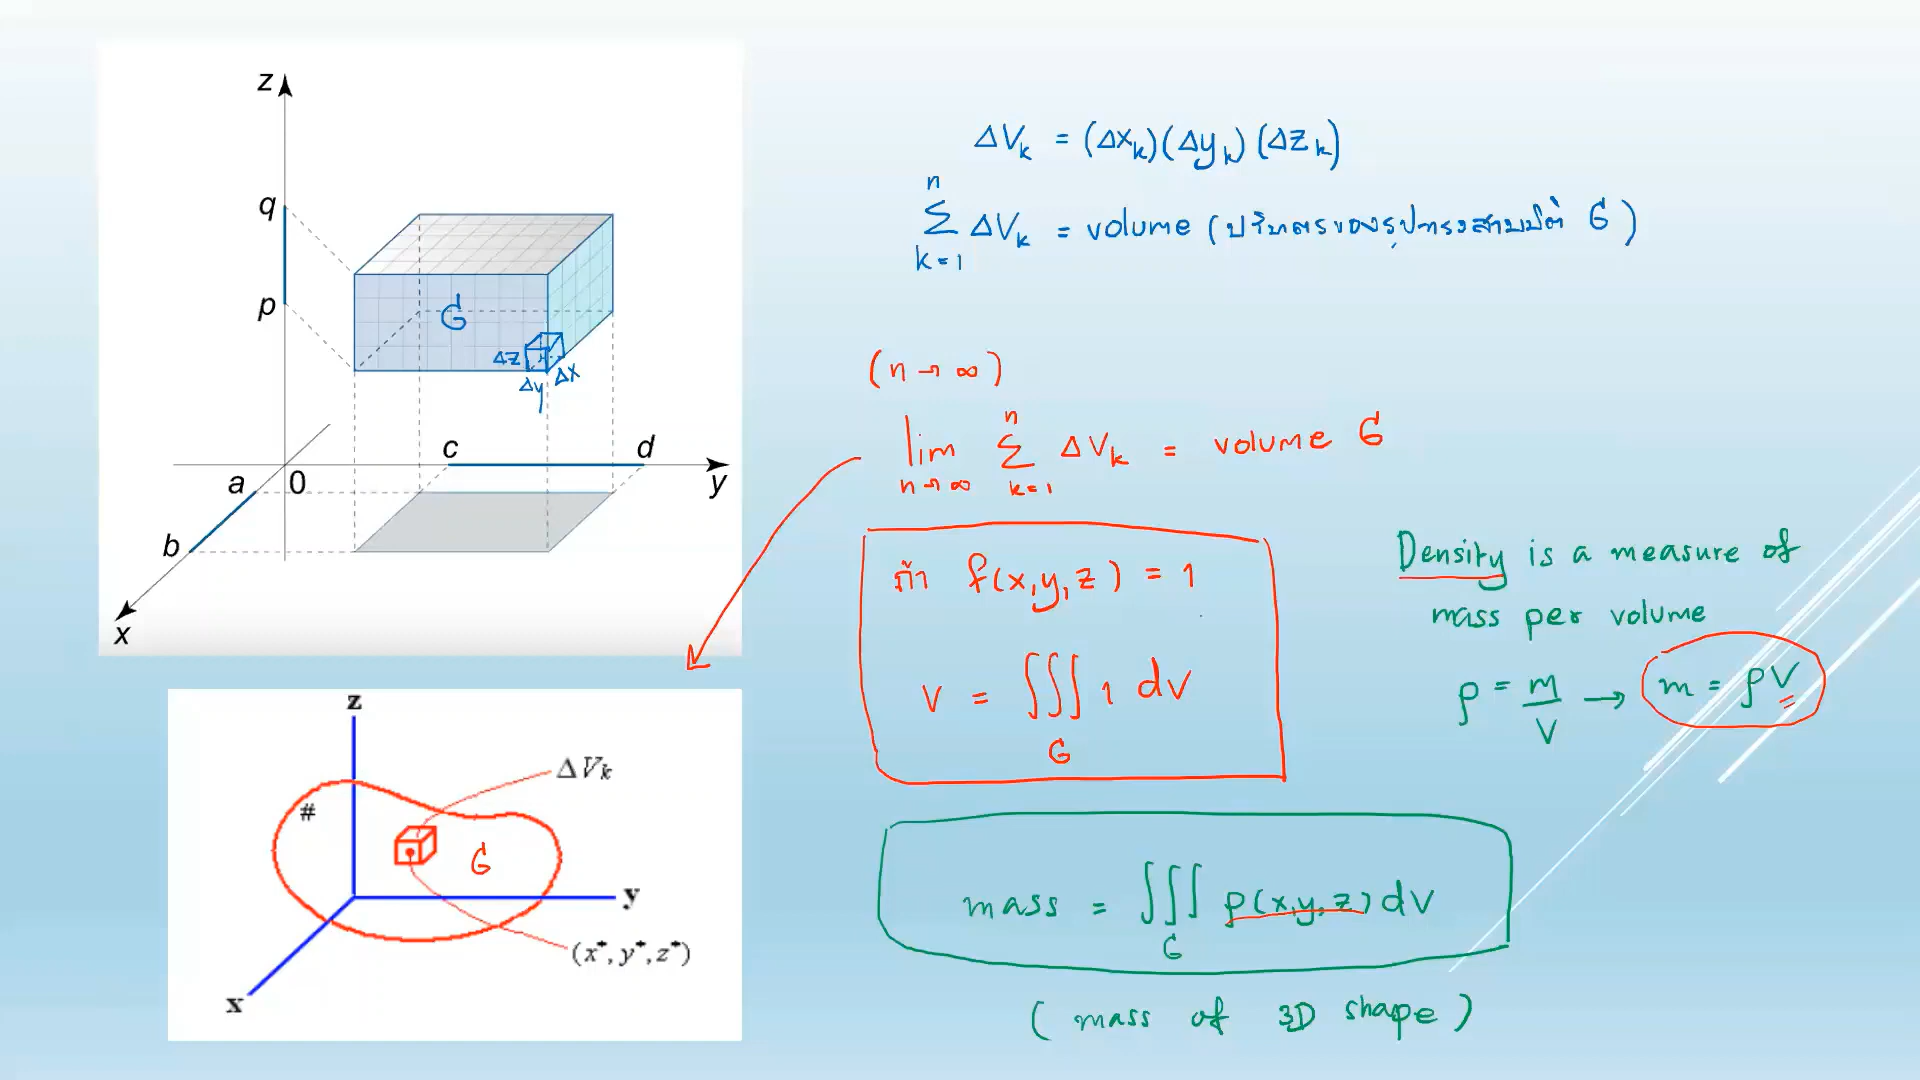 z
q
p
G
Δz
Δy
Δx
c
d
a
0
y
b
x
ΔVₖ = (Δxₖ)(Δyₖ)(Δzₖ)
n
Σ ΔVₖ = volume (ปริมาตรของรูปทรงสามมิติ G)
k=1
(n → ∞)
n
lim Σ ΔVₖ = volume G
n→∞ k=1
ถ้า f(x,y,z) = 1
V = ∭ 1 dV
G
Density is a measure of
mass per volume
ρ = m/V → m = ρV
mass = ∭ ρ(x,y,z) dV
G
(mass of 3D shape)
z
ΔVk
#
G
y
(x*, y*, z*)
x